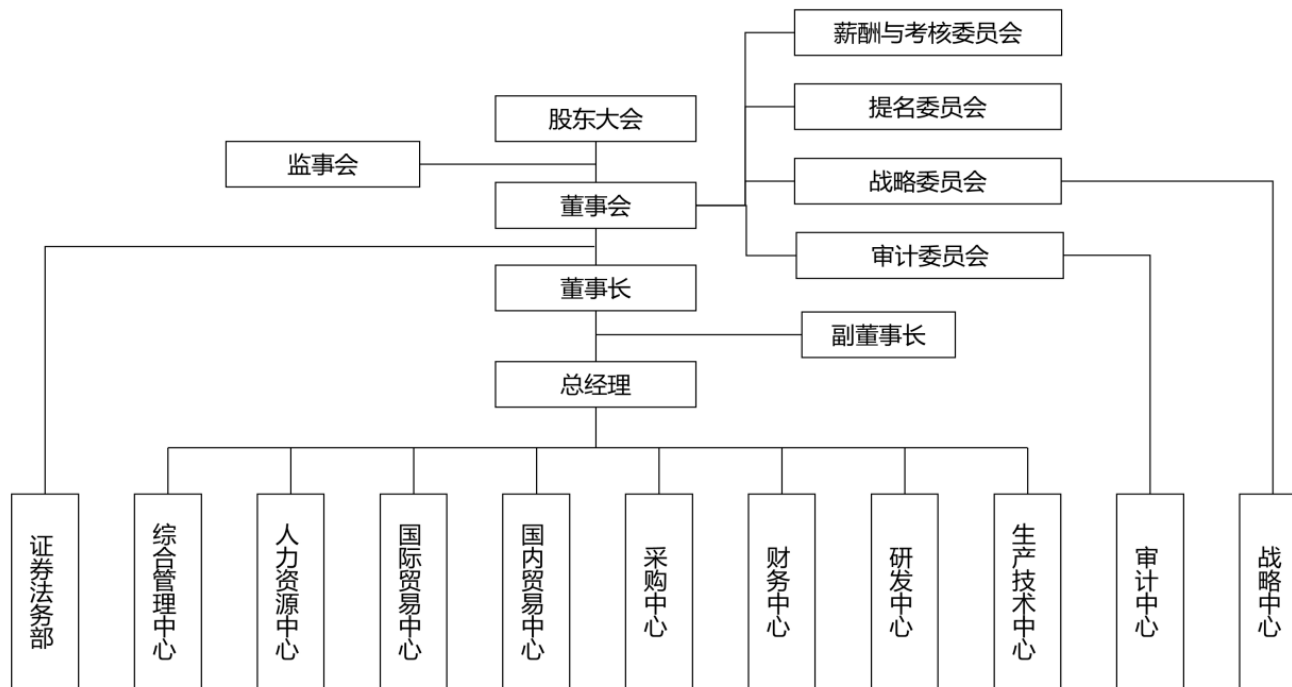 薪酬与考核委员会
提名委员会
股东大会
监事会
战略委员会
董事会
审计委员会
董事长
副董事长
总经理
证券法务部
综合管理中心
人力资源中心
国际贸易中心
国内贸易中心
采购中心
财务中心
研发中心
生产技术中心
审计中心
战略中心